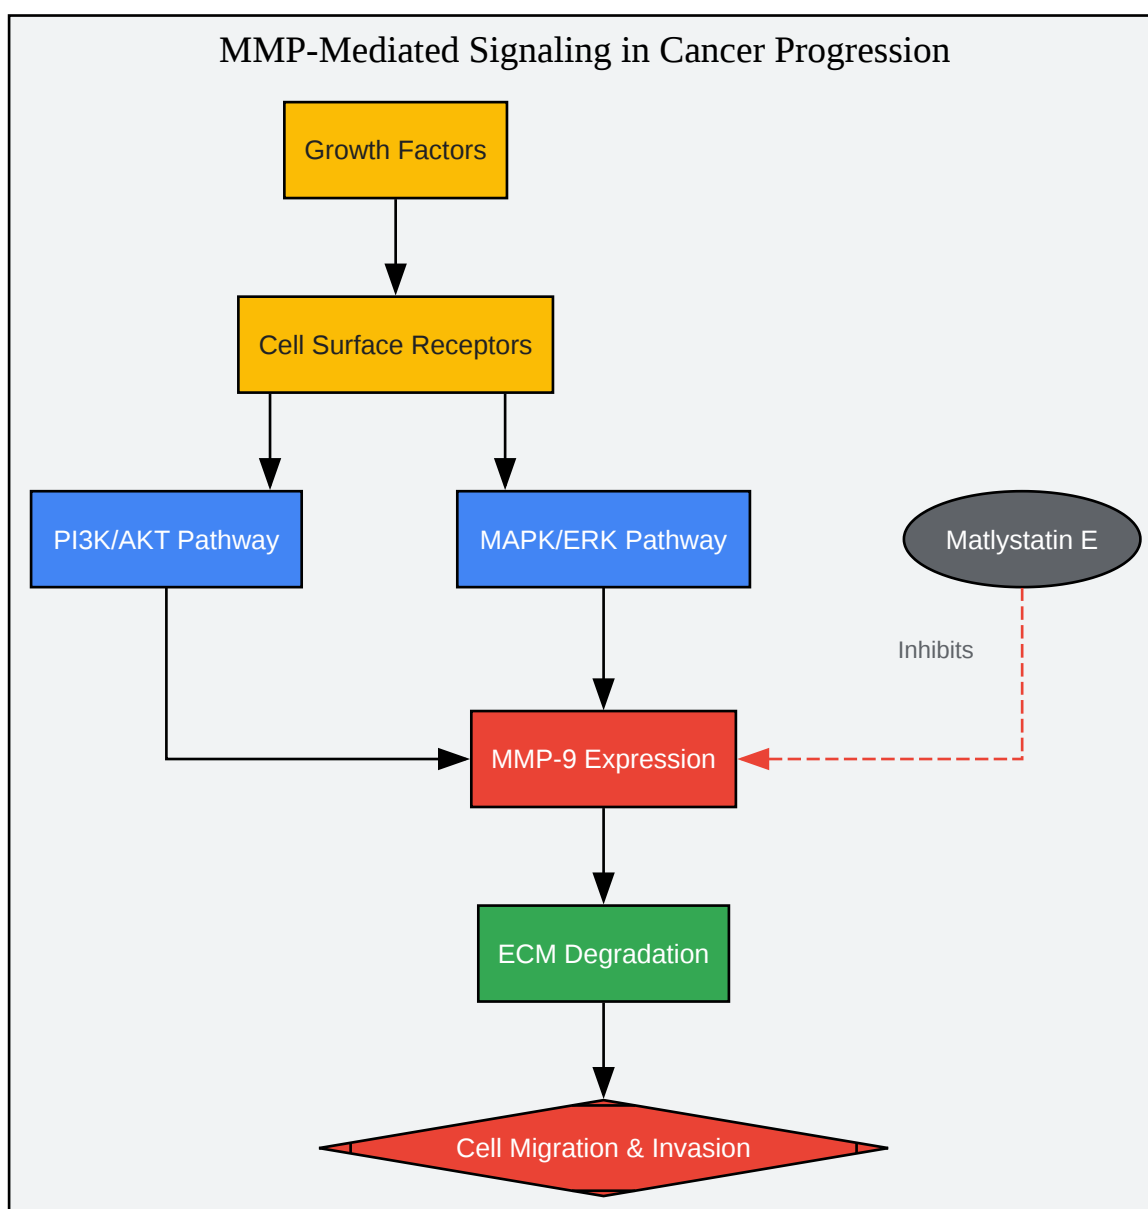 MMP-Mediated Signaling in Cancer Progression
Growth Factors
Cell Surface Receptors
PI3K/AKT Pathway
MAPK/ERK Pathway
Matlystatin E
Inhibits
MMP-9 Expression
ECM Degradation
Cell Migration & Invasion